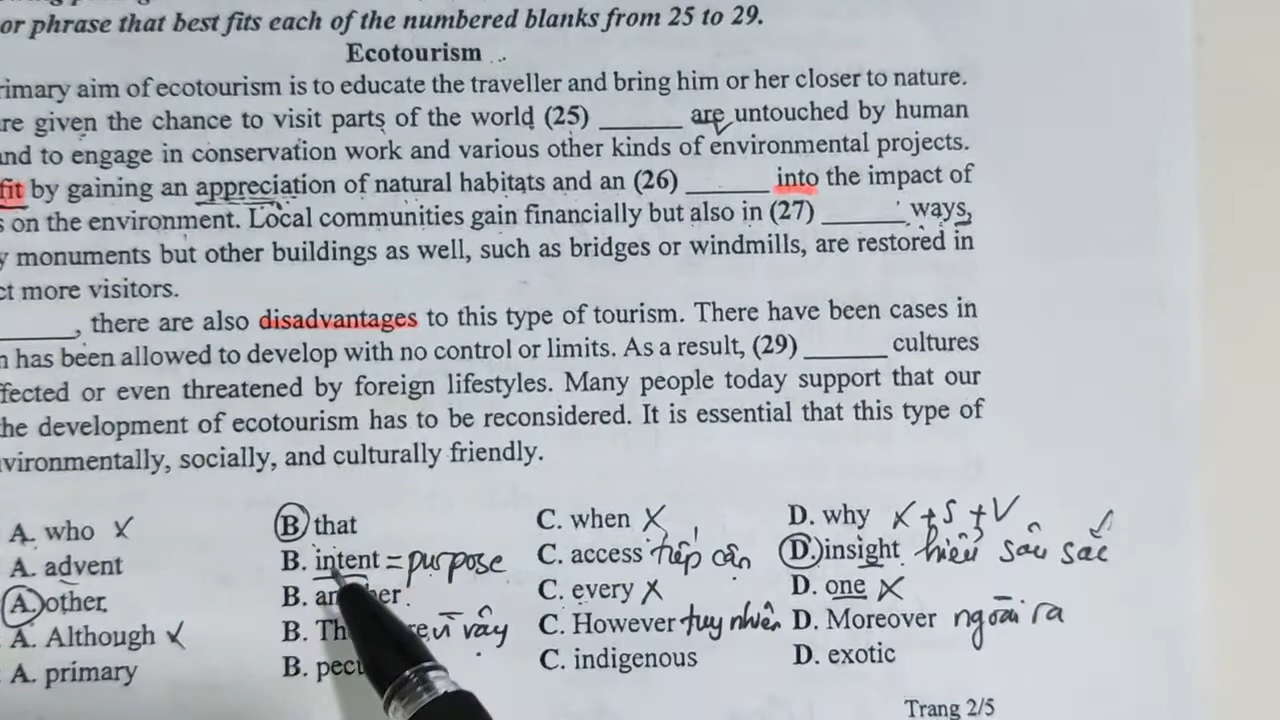 or phrase that best fits each of the numbered blanks from 25 to 29.
Ecotourism
rimary aim of ecotourism is to educate the traveller and bring him or her closer to nature.
re given the chance to visit parts of the world (25) ______ are untouched by human
nd to engage in conservation work and various other kinds of environmental projects.
fit by gaining an appreciation of natural habitats and an (26) ______ into the impact of
s on the environment. Local communities gain financially but also in (27) ______ ways,
y monuments but other buildings as well, such as bridges or windmills, are restored in
ct more visitors.
______, there are also disadvantages to this type of tourism. There have been cases in
n has been allowed to develop with no control or limits. As a result, (29) ______ cultures
ffected or even threatened by foreign lifestyles. Many people today support that our
he development of ecotourism has to be reconsidered. It is essential that this type of
vironmentally, socially, and culturally friendly.
A. who X B. that C. when X D. why X + S + V
A. advent B. intent = purpose C. access tiếp cận D. insight hiểu sâu sắc
A. other. B. C. every X D. one X
A. Although B. vì vậy C. However tuy nhiên D. Moreover ngoài ra
A. primary B. C. indigenous D. exotic
Trang 2/5